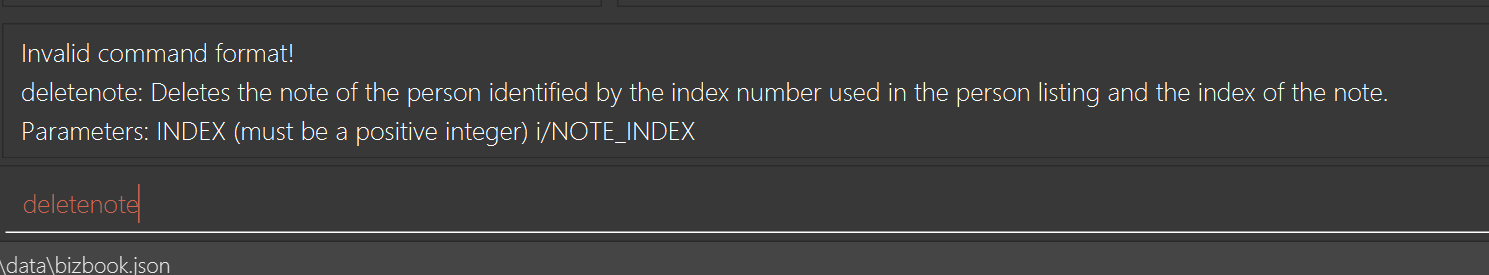 Invalid command format!
deletenote: Deletes the note of the person identified by the index number used in the person listing and the index of the note.
Parameters: INDEX (must be a positive integer) i/NOTE_INDEX
deletenote
\data\bizbook.json